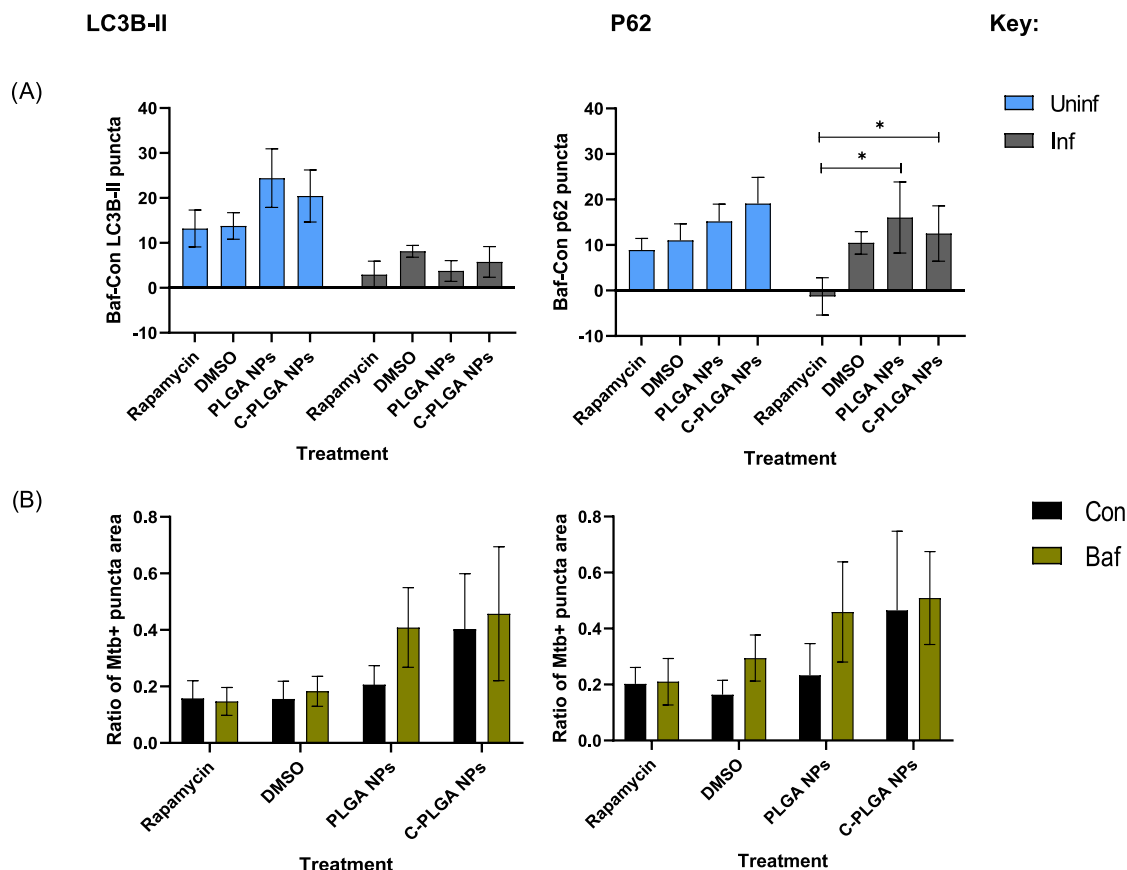 LC3B-II
P62
Key:
(A)
Baf-Con LC3B-II puncta
40
30
20
10
0
-10
Rapamycin
DMSO
PLGA NPs
C-PLGA NPs
Rapamycin
DMSO
PLGA NPs
C-PLGA NPs
Treatment
Baf-Con p62 puncta
40
30
20
10
0
-10
*
*
Rapamycin
DMSO
PLGA NPs
C-PLGA NPs
Rapamycin
DMSO
PLGA NPs
C-PLGA NPs
Treatment
Uninf
Inf
(B)
Ratio of Mtb+ puncta area
0.8
0.6
0.4
0.2
0.0
Rapamycin
DMSO
PLGA NPs
C-PLGA NPs
Treatment
Ratio of Mtb+ puncta area
0.8
0.6
0.4
0.2
0.0
Rapamycin
DMSO
PLGA NPs
C-PLGA NPs
Treatment
Con
Baf